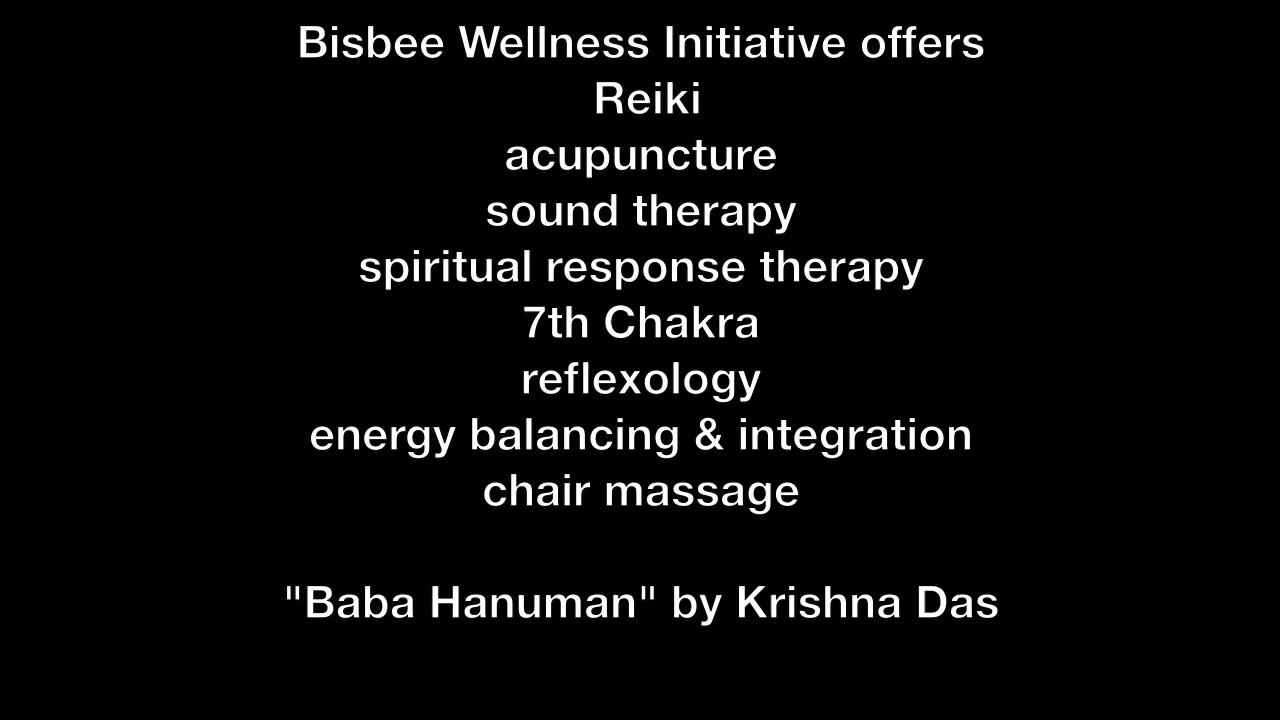 Bisbee Wellness Initiative offers
Reiki
acupuncture
sound therapy
spiritual response therapy
7th Chakra
reflexology
energy balancing & integration
chair massage
"Baba Hanuman" by Krishna Das